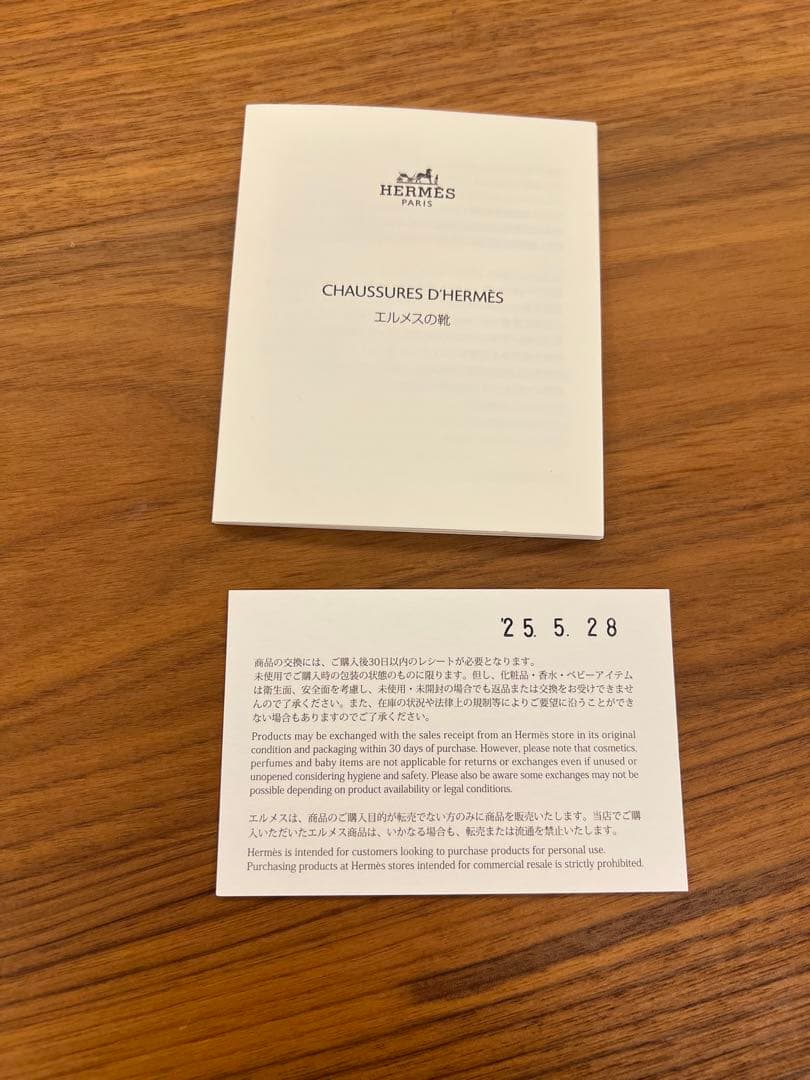 HERMÈS
PARIS
CHAUSSURES D'HERMÈS
エルメスの靴
'25. 5. 28
商品の交換には、ご購入後30日以内のレシートが必要となります。
未使用でご購入時の包装の状態のものに限ります。但し、化粧品・香水・ベビーアイテム
は衛生面、安全面を考慮し、未使用・未開封の場合でも返品または交換をお受けできませ
んので了承ください。また、在庫の状況や法律上の規制等によりご要望に沿うことができ
ない場合もありますのでご了承ください。
Products may be exchanged with the sales receipt from an Hermès store in its original
condition and packaging within 30 days of purchase. However, please note that cosmetics,
perfumes and baby items are not applicable for returns or exchanges even if unused or
unopened considering hygiene and safety. Please also be aware some exchanges may not be
possible depending on product availability or legal conditions.
エルメスは、商品のご購入目的が転売でない方のみに商品を販売いたします。当店でご購
入いただいたエルメス商品は、いかなる場合も、転売または流通を禁止いたします。
Hermès is intended for customers looking to purchase products for personal use.
Purchasing products at Hermès stores intended for commercial resale is strictly prohibited.